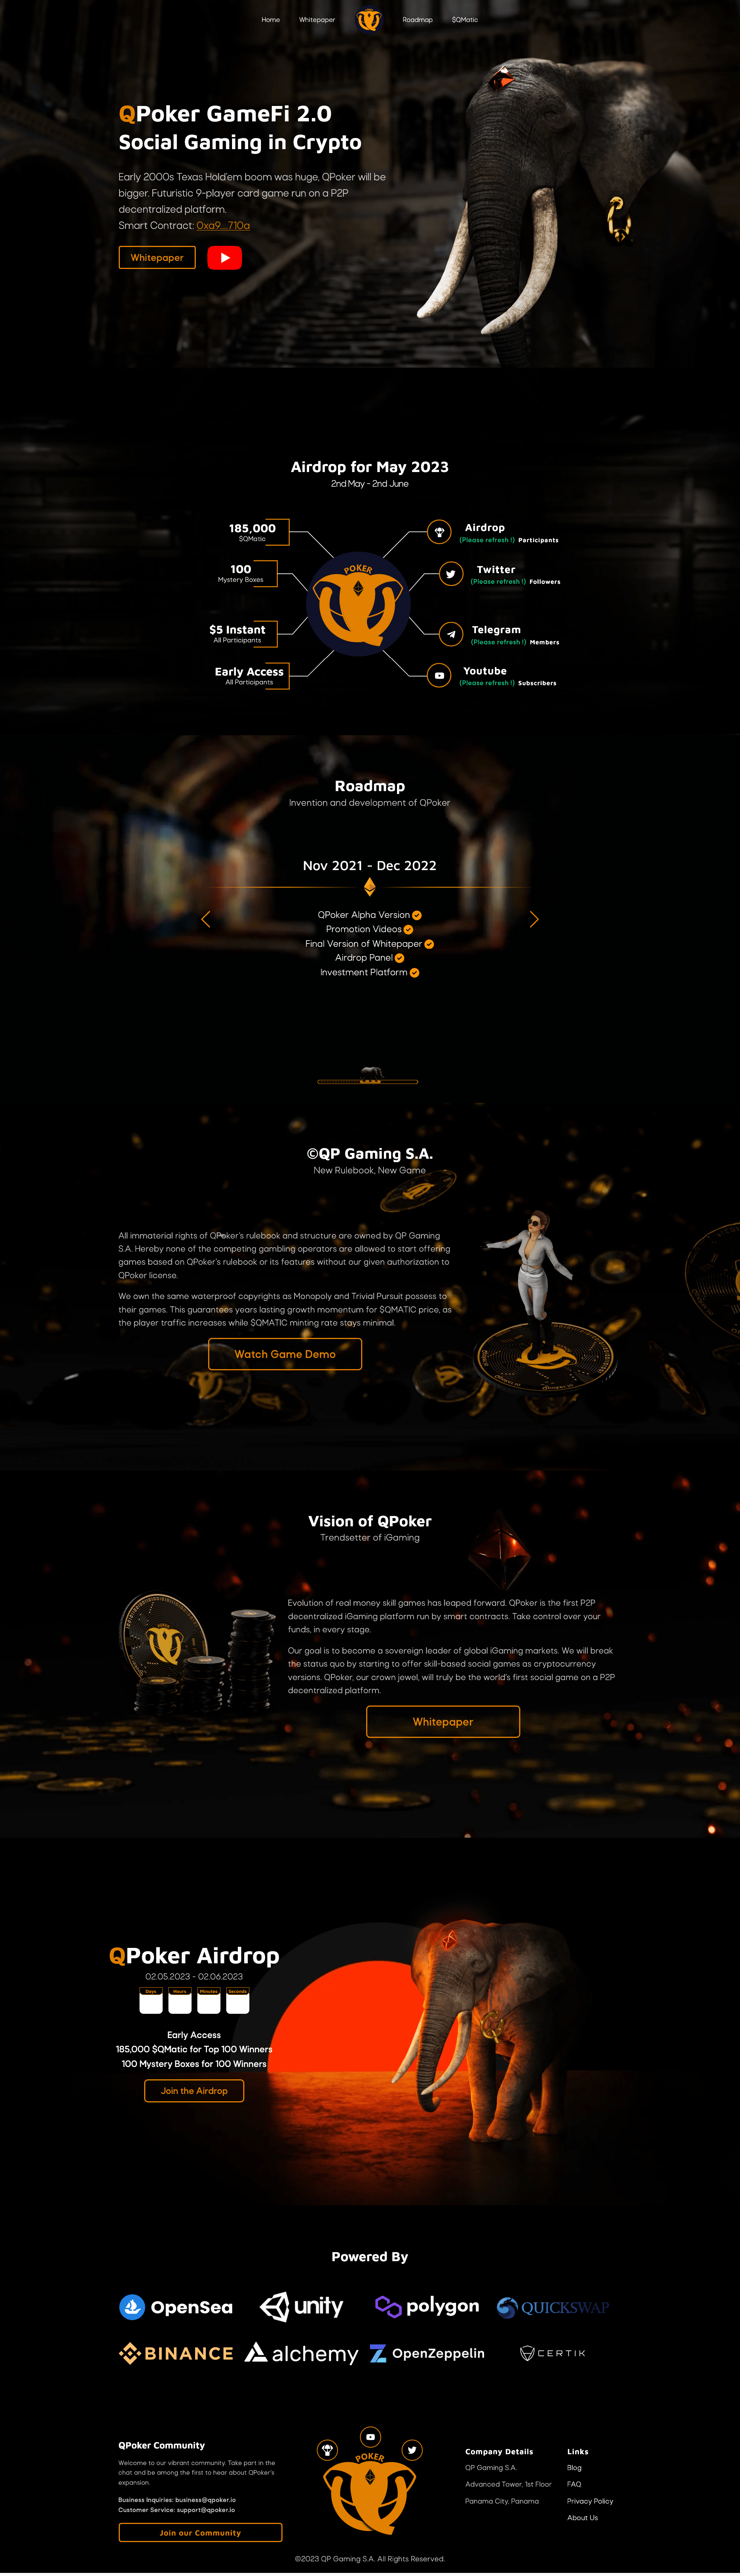 Home Whitepaper Roadmap $QMatic
QPoker GameFi 2.0
Social Gaming in Crypto
Early 2000s Texas Hold'em boom was huge, QPoker will be
bigger. Futuristic 9-player card game run on a P2P
decentralized platform.
Smart Contract: 0xa9...710a
Whitepaper
Airdrop for May 2023
2nd May - 2nd June
185,000
$QMatic
100
Mystery Boxes
$5 Instant
All Participants
Early Access
All Participants
POKER
Airdrop
(Please refresh !) Participants
Twitter
(Please refresh !) Followers
Telegram
(Please refresh !) Members
Youtube
(Please refresh !) Subscribers
Roadmap
Invention and development of QPoker
Nov 2021 - Dec 2022
QPoker Alpha Version
Promotion Videos
Final Version of Whitepaper
Airdrop Panel
Investment Platform
©QP Gaming S.A.
New Rulebook, New Game
All immaterial rights of QPoker's rulebook and structure are owned by QP Gaming
S.A. Hereby none of the competing gambling operators are allowed to start offering
games based on QPoker's rulebook or its features without our given authorization to
QPoker license.
We own the same waterproof copyrights as Monopoly and Trivial Pursuit possess to
their games. This guarantees years lasting growth momentum for $QMATIC price, as
the player traffic increases while $QMATIC minting rate stays minimal.
Watch Game Demo
Vision of QPoker
Trendsetter of iGaming
Evolution of real money skill games has leaped forward. QPoker is the first P2P
decentralized iGaming platform run by smart contracts. Take control over your
funds, in every stage.
Our goal is to become a sovereign leader of global iGaming markets. We will break
the status quo by starting to offer skill-based social games as cryptocurrency
versions. QPoker, our crown jewel, will truly be the world's first social game on a P2P
decentralized platform.
Whitepaper
QPoker Airdrop
02.05.2023 - 02.06.2023
Days Hours Minutes Seconds
Early Access
185,000 $QMatic for Top 100 Winners
100 Mystery Boxes for 100 Winners
Join the Airdrop
Powered By
OpenSea unity polygon QUICKSWAP
BINANCE alchemy OpenZeppelin CERTIK
QPoker Community
Welcome to our vibrant community. Take part in the
chat and be among the first to hear about QPoker's
expansion.
Business Inquiries: business@qpoker.io
Customer Service: support@qpoker.io
Join our Community
POKER
Company Details
QP Gaming S.A.
Advanced Tower, 1st Floor
Panama City, Panama
Links
Blog
FAQ
Privacy Policy
About Us
©2023 QP Gaming S.A. All Rights Reserved.